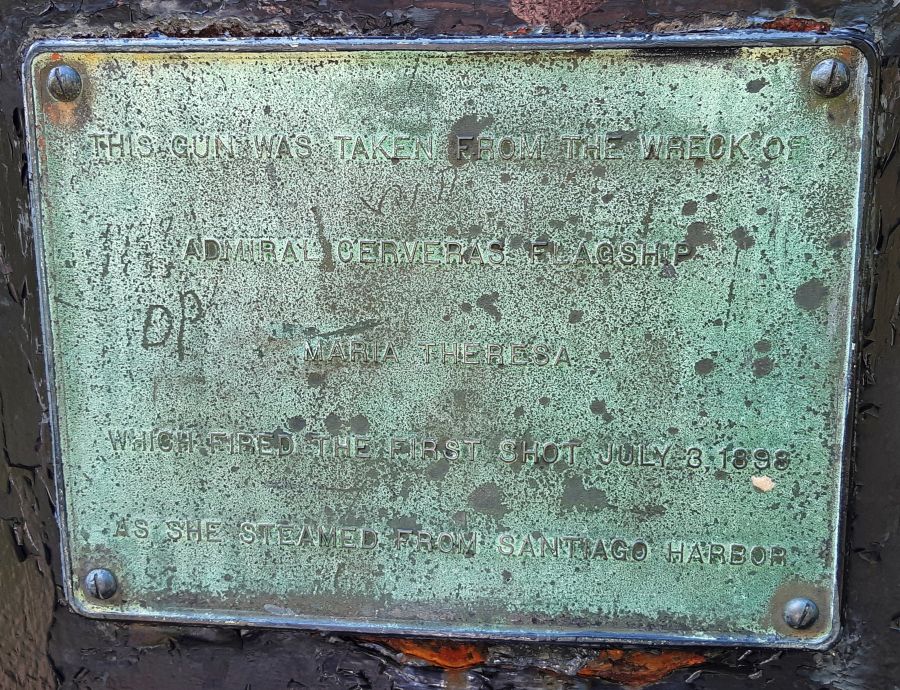 THIS GUN WAS TAKEN FROM THE WRECK OF
ADMIRAL CERVERAS FLAGSHIP
DP
MARIA THERESA
WHICH FIRED THE FIRST SHOT JULY 3, 1898
AS SHE STEAMED FROM SANTIAGO HARBOR